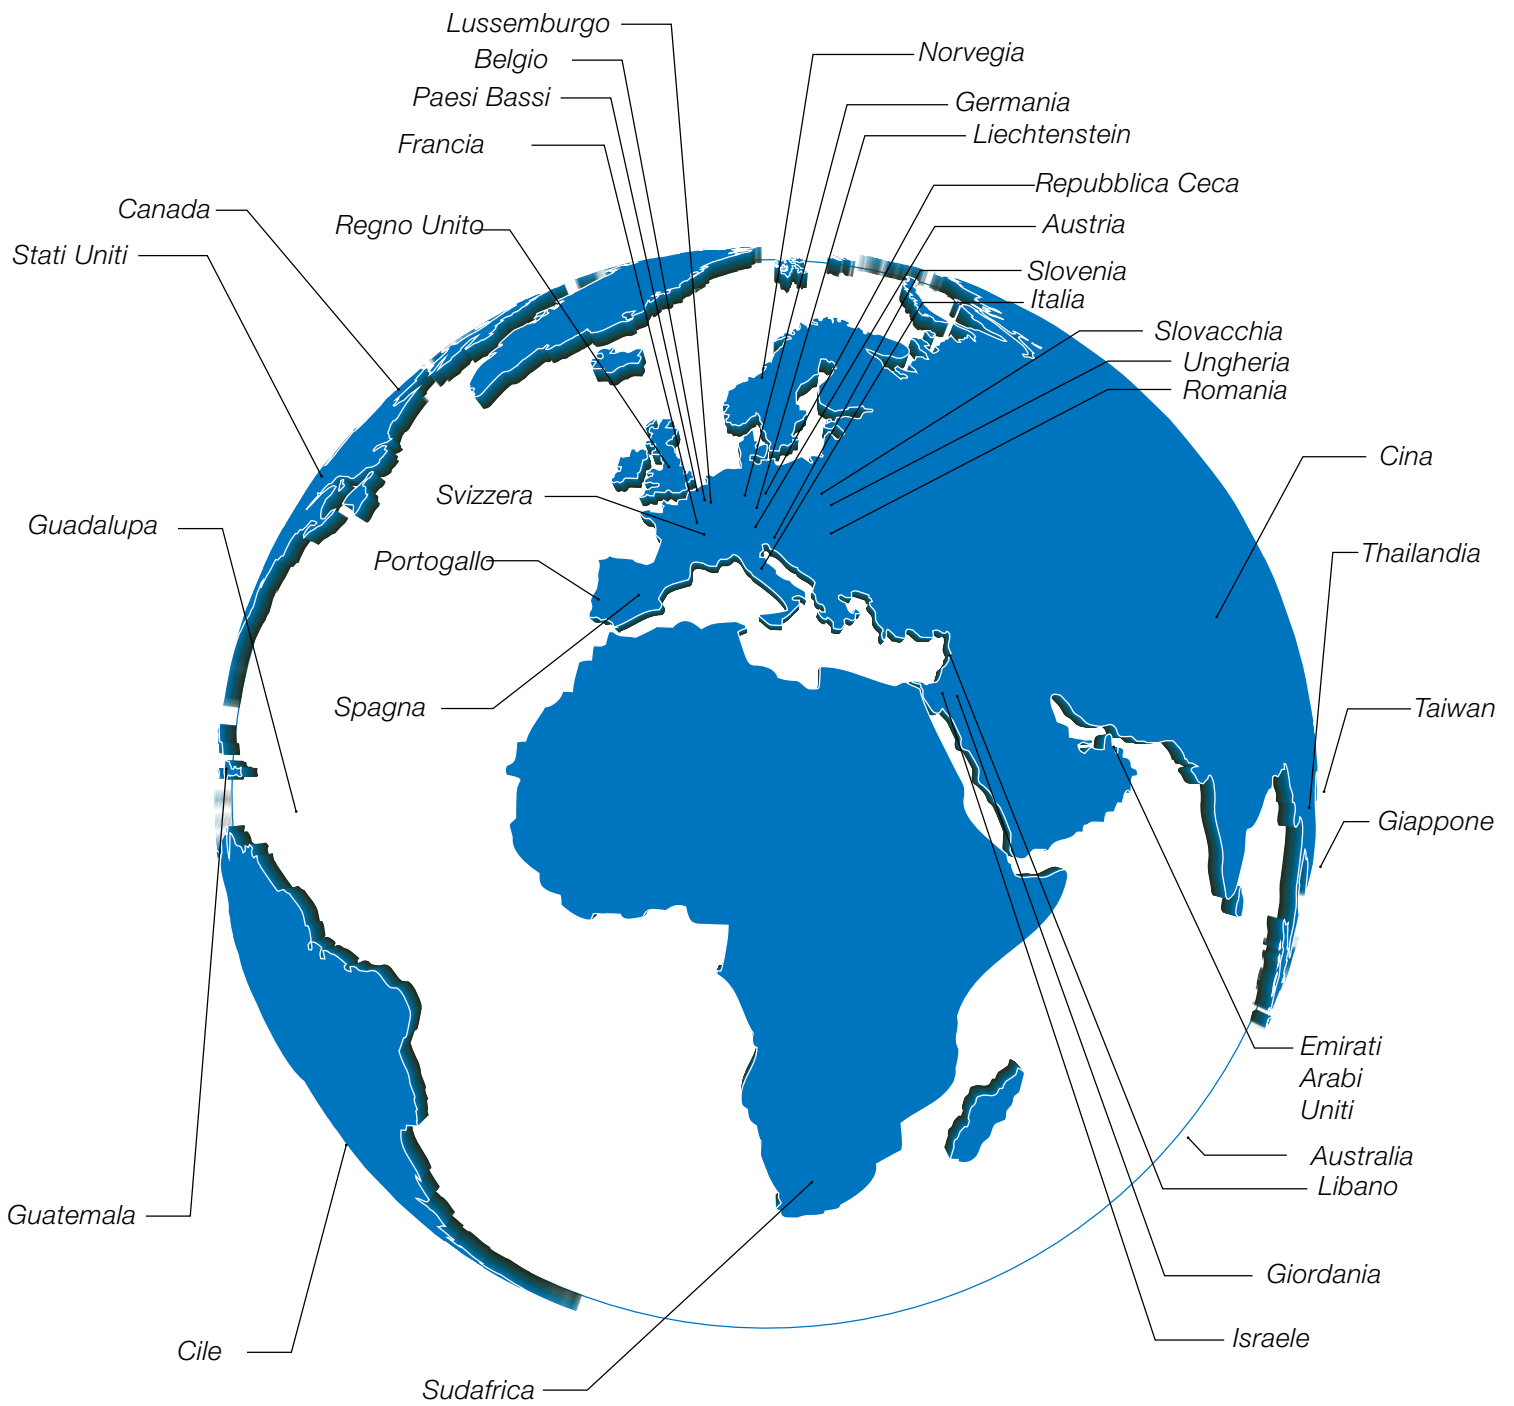 Lussemburgo
Belgio
Paesi Bassi
Francia
Canada
Regno Unito
Stati Uniti
Norvegia
Germania
Liechtenstein
Repubblica Ceca
Austria
Slovenia
Italia
Slovacchia
Ungheria
Romania
Cina
Svizzera
Guadalupa
Portogallo
Thailandia
Spagna
Taiwan
Giappone
Emirati
Arabi
Uniti
Australia
Libano
Guatemala
Giordania
Israele
Cile
Sudafrica